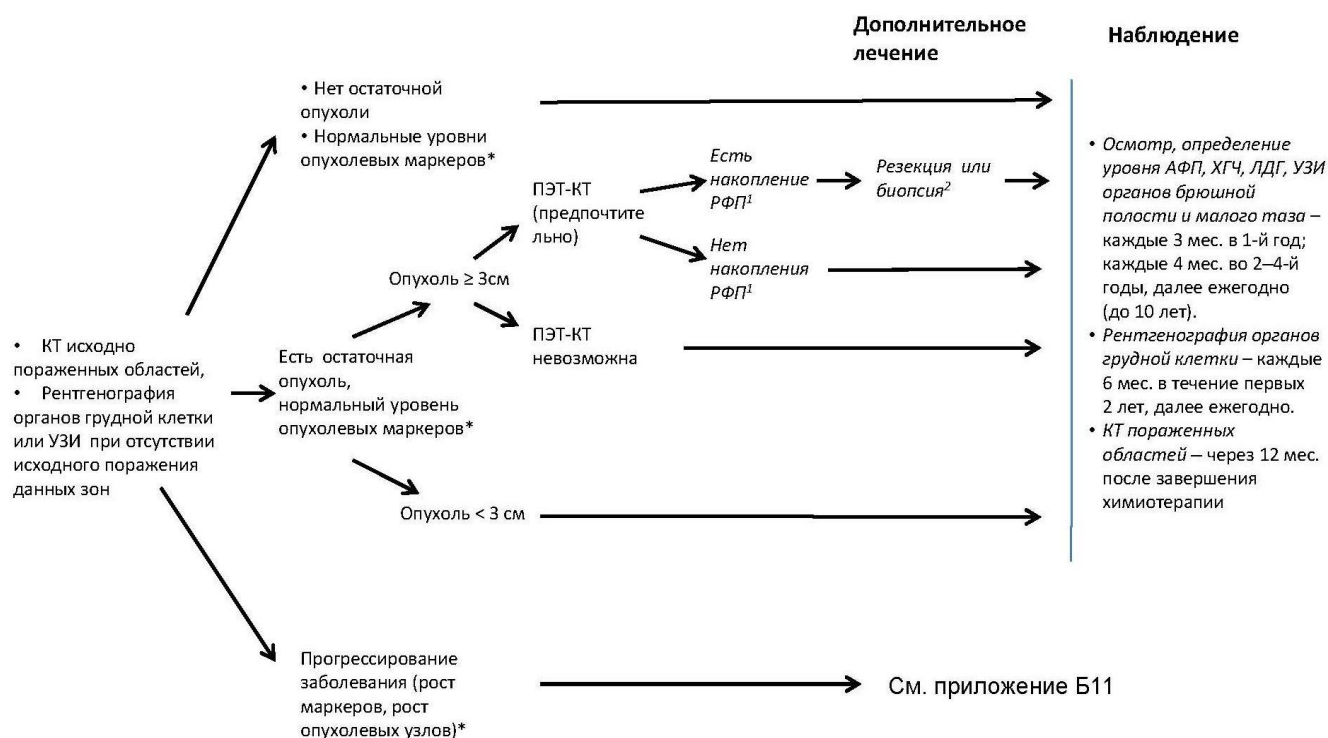 Дополнительное
лечение
Наблюдение
• Нет остаточной
опухоли
• Нормальные уровни
опухолевых маркеров*
ПЭТ-КТ
(предпочтите
льно)
Есть
накопление
РФП¹
Резекция или
биопсия²
Нет
накопления
РФП¹
Опухоль ≥ 3см
ПЭТ-КТ
невозможна
• КТ исходно
пораженных областей,
• Рентгенография
органов грудной клетки
или УЗИ при отсутствии
исходного поражения
данных зон
Есть остаточная
опухоль,
нормальный уровень
опухолевых маркеров*
Опухоль < 3 см
• Осмотр, определение
уровня АФП, ХГЧ, ЛДГ, УЗИ
органов брюшной
полости и малого таза –
каждые 3 мес. в 1-й год;
каждые 4 мес. во 2–4-й
годы, далее ежегодно
(до 10 лет).
• Рентгенография органов
грудной клетки – каждые
6 мес. в течение первых
2 лет, далее ежегодно.
• КТ пораженных
областей – через 12 мес.
после завершения
химиотерапии
Прогрессирование
заболевания (рост
маркеров, рост
опухолевых узлов)*
См. приложение Б11